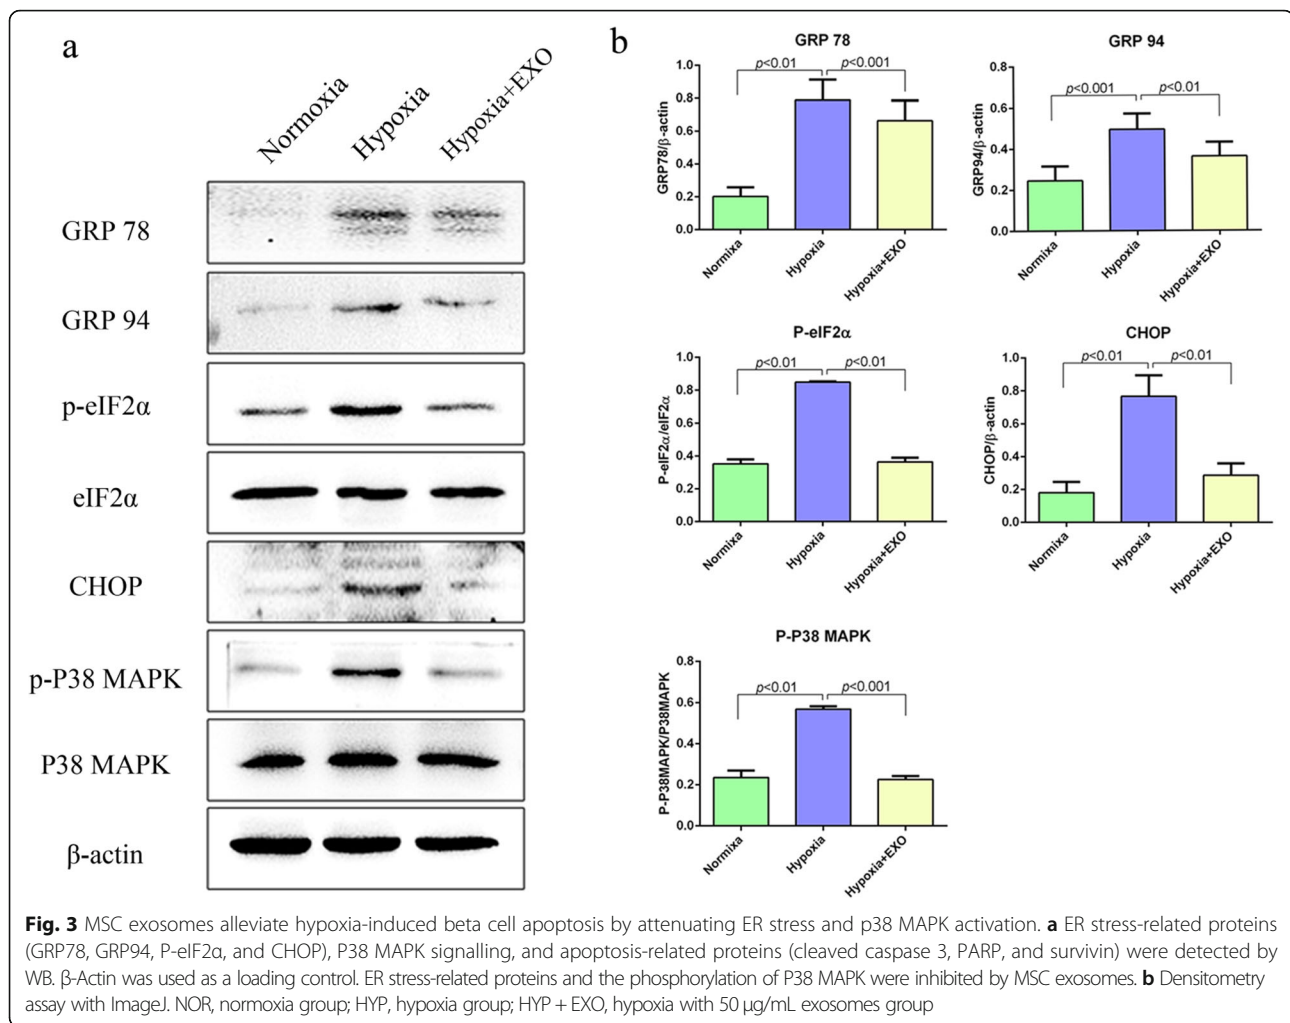 a
Normoxia
Hypoxia
Hypoxia+EXO
GRP 78
GRP 94
p-eIF2α
eIF2α
CHOP
p-P38 MAPK
P38 MAPK
β-actin
b
GRP 78
GRP78/β-actin
1.0
0.8
0.6
0.4
0.2
0.0
p<0.01
p<0.001
Normixa
Hypoxia
Hypoxia+EXO
GRP 94
GRP94/β-actin
0.8
0.6
0.4
0.2
0.0
p<0.001
p<0.01
Normixa
Hypoxia
Hypoxia+EXO
P-eIF2α
P-eIF2α/eIF2α
1.0
0.8
0.6
0.4
0.2
0.0
p<0.01
p<0.01
Normixa
Hypoxia
Hypoxia+EXO
CHOP
CHOP/β-actin
1.0
0.8
0.6
0.4
0.2
0.0
p<0.01
p<0.01
Normixa
Hypoxia
Hypoxia+EXO
P-P38 MAPK
P-P38MAPK/P38MAPK
0.8
0.6
0.4
0.2
0.0
p<0.01
p<0.001
Normixa
Hypoxia
Hypoxia+EXO
Fig. 3 MSC exosomes alleviate hypoxia-induced beta cell apoptosis by attenuating ER stress and p38 MAPK activation. a ER stress-related proteins
(GRP78, GRP94, P-eIF2α, and CHOP), P38 MAPK signalling, and apoptosis-related proteins (cleaved caspase 3, PARP, and survivin) were detected by
WB. β-Actin was used as a loading control. ER stress-related proteins and the phosphorylation of P38 MAPK were inhibited by MSC exosomes. b Densitometry
assay with ImageJ. NOR, normoxia group; HYP, hypoxia group; HYP + EXO, hypoxia with 50 μg/mL exosomes group